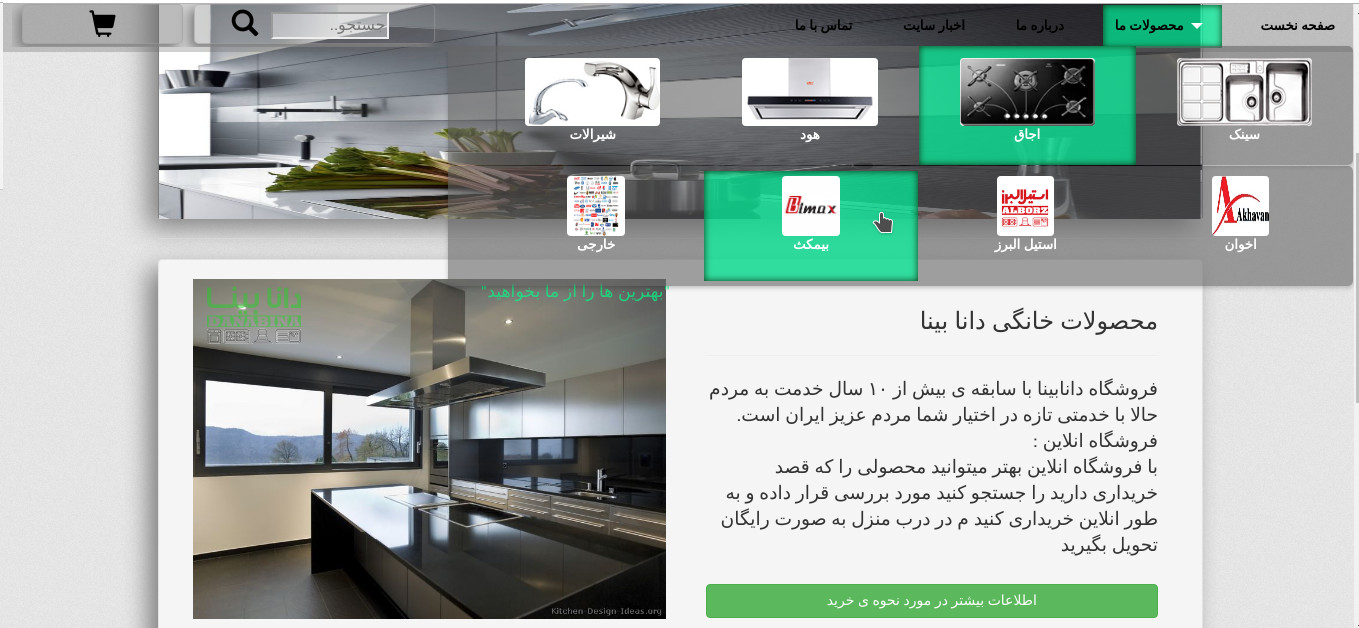 صفحه نخست
محصولات ما
درباره ما
اخبار سایت
تماس با ما
جستجو..
سینک
اجاق
هود
شیرالات
Akhavan
اخوان
استیل البرز
ALBORZ
استیل البرز
Bimax
بیمکث
خارجی
دانا بینا
"بهترین ها را از ما بخواهید"
محصولات خانگی دانا بینا
فروشگاه دانابینا با سابقه ی بیش از ۱۰ سال خدمت به مردم
حالا با خدمتی تازه در اختیار شما مردم عزیز ایران است.
فروشگاه انلاین :
با فروشگاه انلاین بهتر میتوانید محصولی را که قصد
خریداری دارید را جستجو کنید مورد بررسی قرار داده و به
طور انلاین خریداری کنید م در درب منزل به صورت رایگان
تحویل بگیرید
اطلاعات بیشتر در مورد نحوه ی خرید
Kitchen-Design-Ideas.org